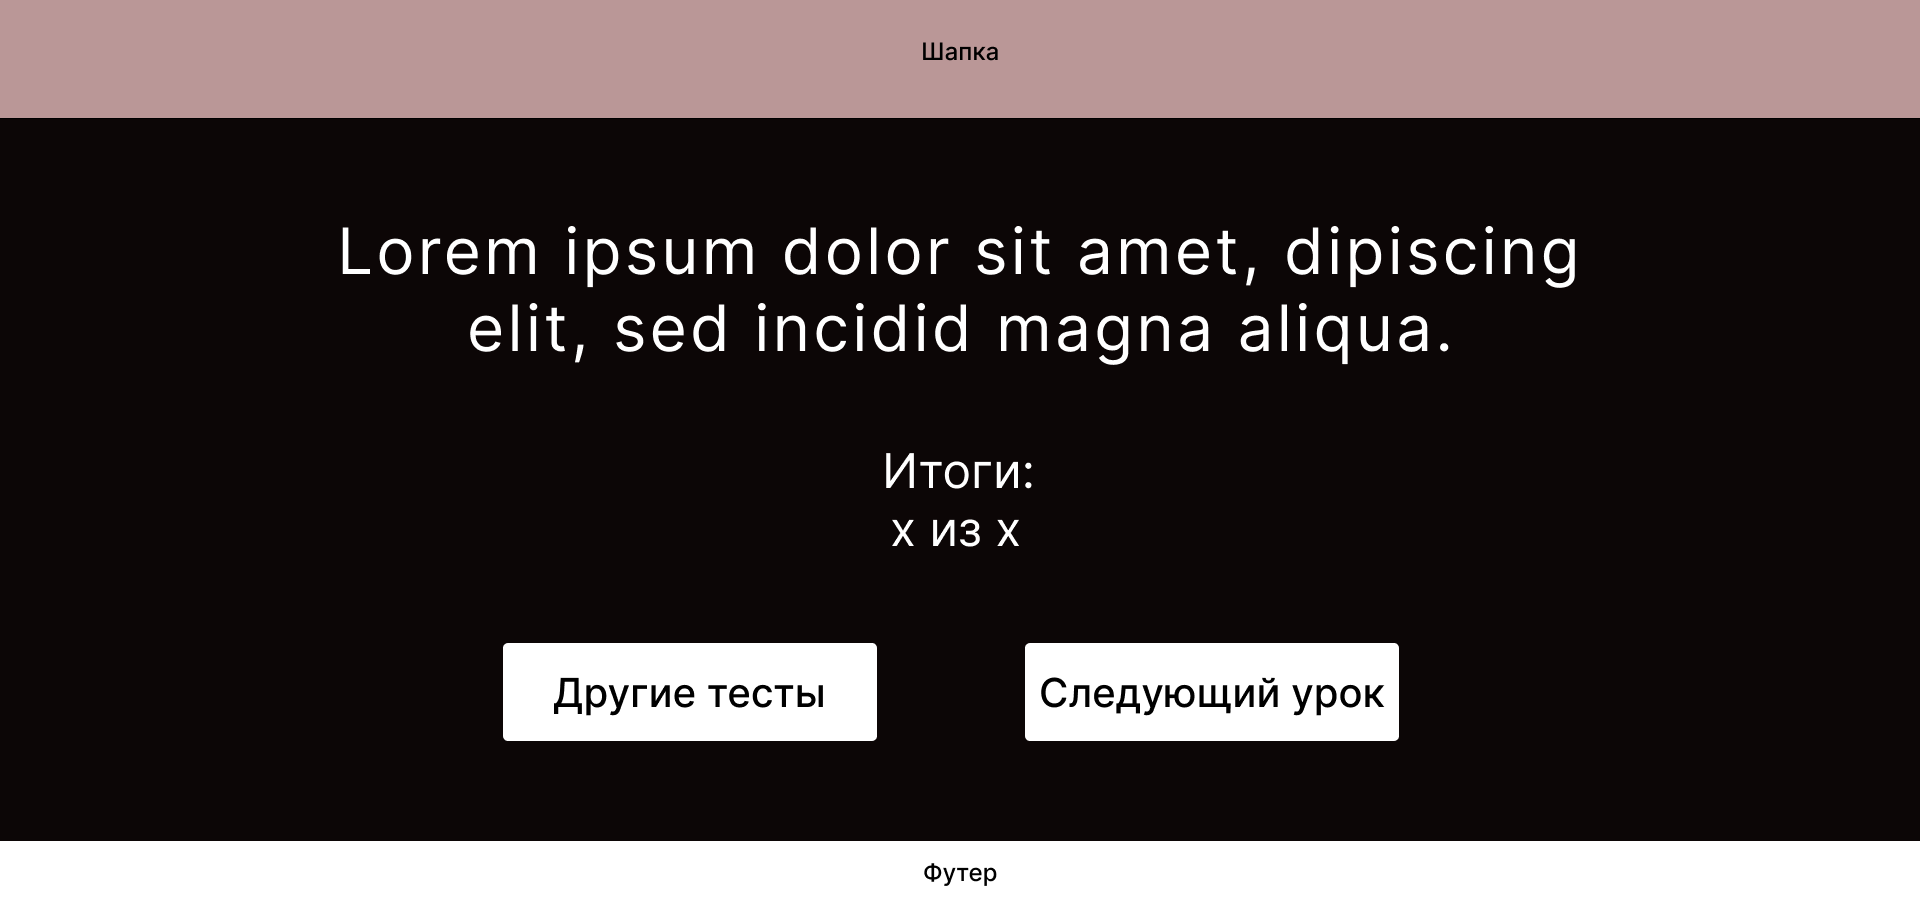 Шапка
Lorem ipsum dolor sit amet, dipiscing
elit, sed incidid magna aliqua.
Итоги:
х из х
Другие тесты
Следующий урок
Футер